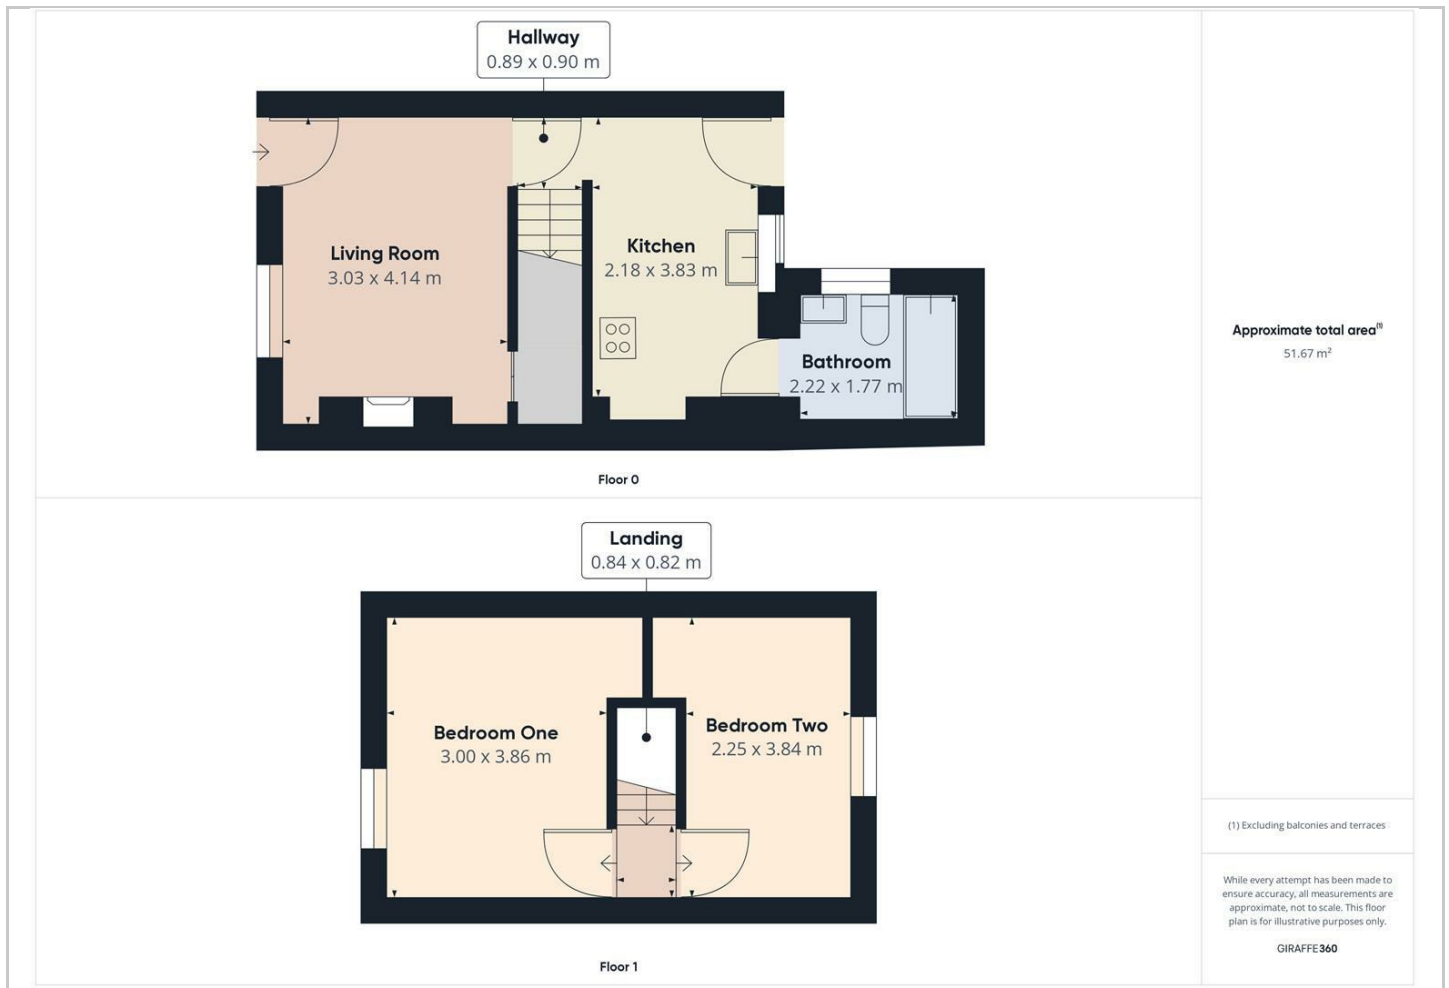 Hallway
0.89 x 0.90 m
Living Room
3.03 x 4.14 m
Kitchen
2.18 x 3.83 m
Bathroom
2.22 x 1.77 m
Floor 0
Landing
0.84 x 0.82 m
Bedroom One
3.00 x 3.86 m
Bedroom Two
2.25 x 3.84 m
Floor 1
Approximate total area(1)
51.67 m²
(1) Excluding balconies and terraces
While every attempt has been made to
ensure accuracy, all measurements are
approximate, not to scale. This floor
plan is for illustrative purposes only.
GIRAFFE360